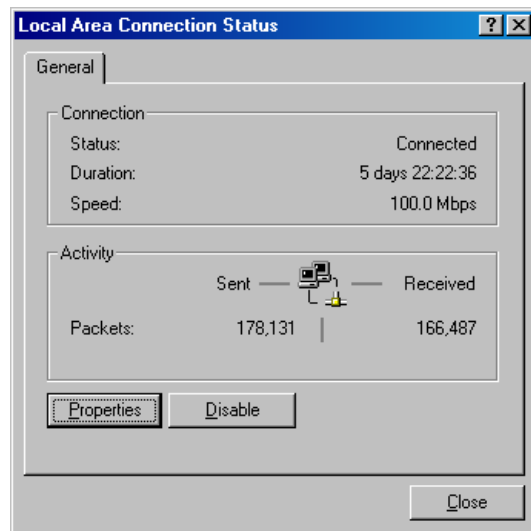 Local Area Connection Status
General
Connection
Status: Connected
Duration: 5 days 22:22:36
Speed: 100.0 Mbps
Activity
Sent Received
Packets: 178,131 166,487
Properties Disable
Close